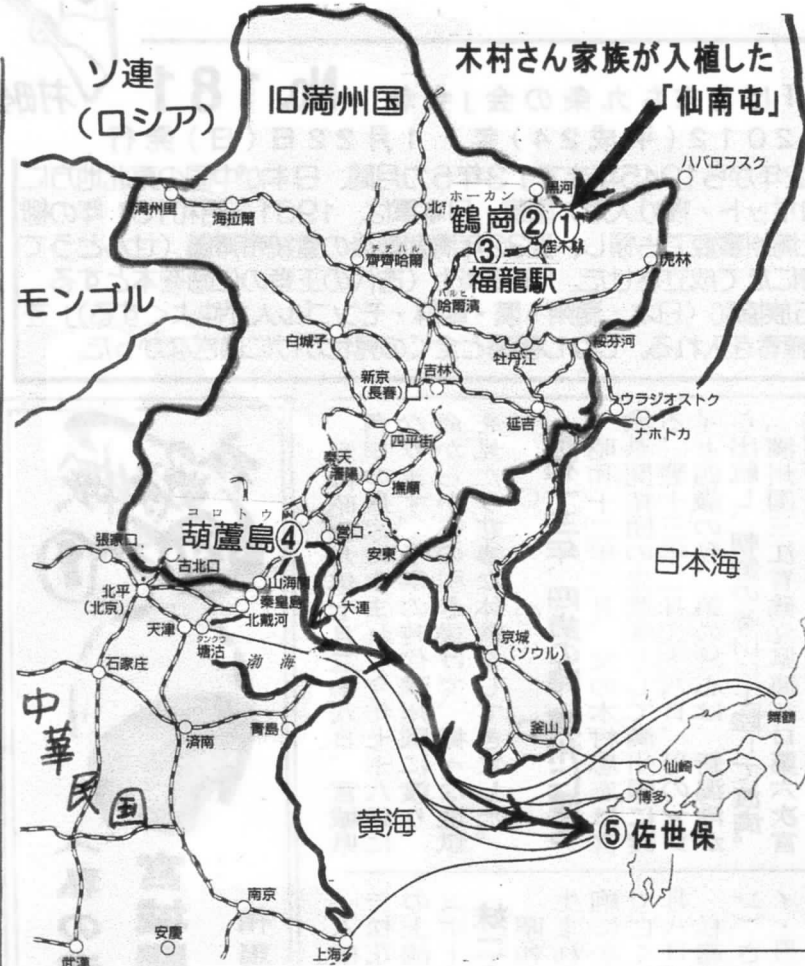 ソ連
(ロシア)
旧満州国
木村さん家族が入植した
「仙南屯」
ハバロフスク
満州里
海拉爾
黒河
ホーカン
鶴崗
②
①
佳木斯
③
福龍駅
チチハル
齊齊哈爾
虎林
モンゴル
ハルピン
哈爾濱
白城子
牡丹江
綏芬河
新京
(長春)
吉林
延吉
ウラジオストク
ナホトカ
四平街
奉天
(瀋陽)
撫順
コロトウ
葫蘆島④
営口
安東
張家口
古北口
山海関
秦皇島
北戴河
北平
(北京)
天津
タンクウ
塘沽
大連
渤海
日本海
京城
(ソウル)
石家庄
済南
青島
釜山
舞鶴
仙崎
博多
中華民国
黄海
⑤佐世保
南京
安慶
上海